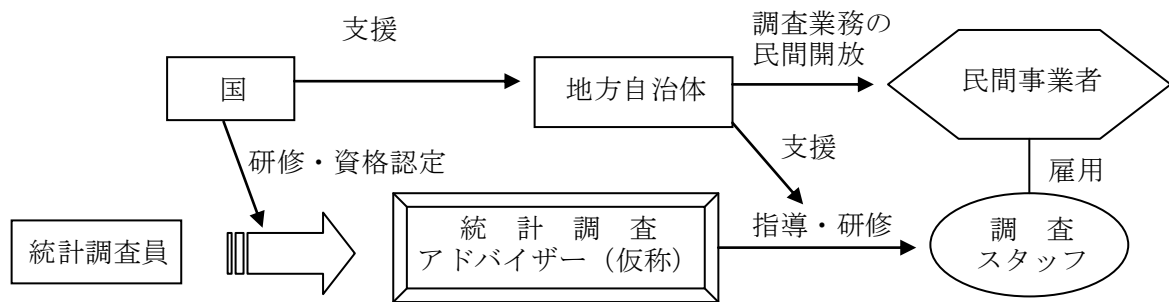 支援
調査業務の
民間開放
国
地方自治体
民間事業者
研修・資格認定
支援
雇用
統計調査員
統 計 調 査
アドバイザー（仮称）
指導・研修
調 査
スタッフ